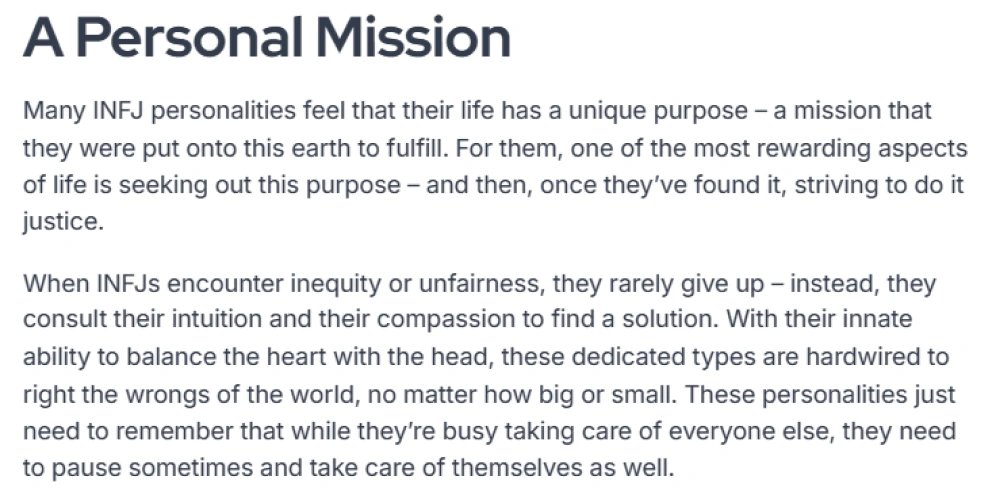 A Personal Mission
Many INFJ personalities feel that their life has a unique purpose – a mission that
they were put onto this earth to fulfill. For them, one of the most rewarding aspects
of life is seeking out this purpose – and then, once they’ve found it, striving to do it
justice.
When INFJs encounter inequity or unfairness, they rarely give up – instead, they
consult their intuition and their compassion to find a solution. With their innate
ability to balance the heart with the head, these dedicated types are hardwired to
right the wrongs of the world, no matter how big or small. These personalities just
need to remember that while they’re busy taking care of everyone else, they need
to pause sometimes and take care of themselves as well.